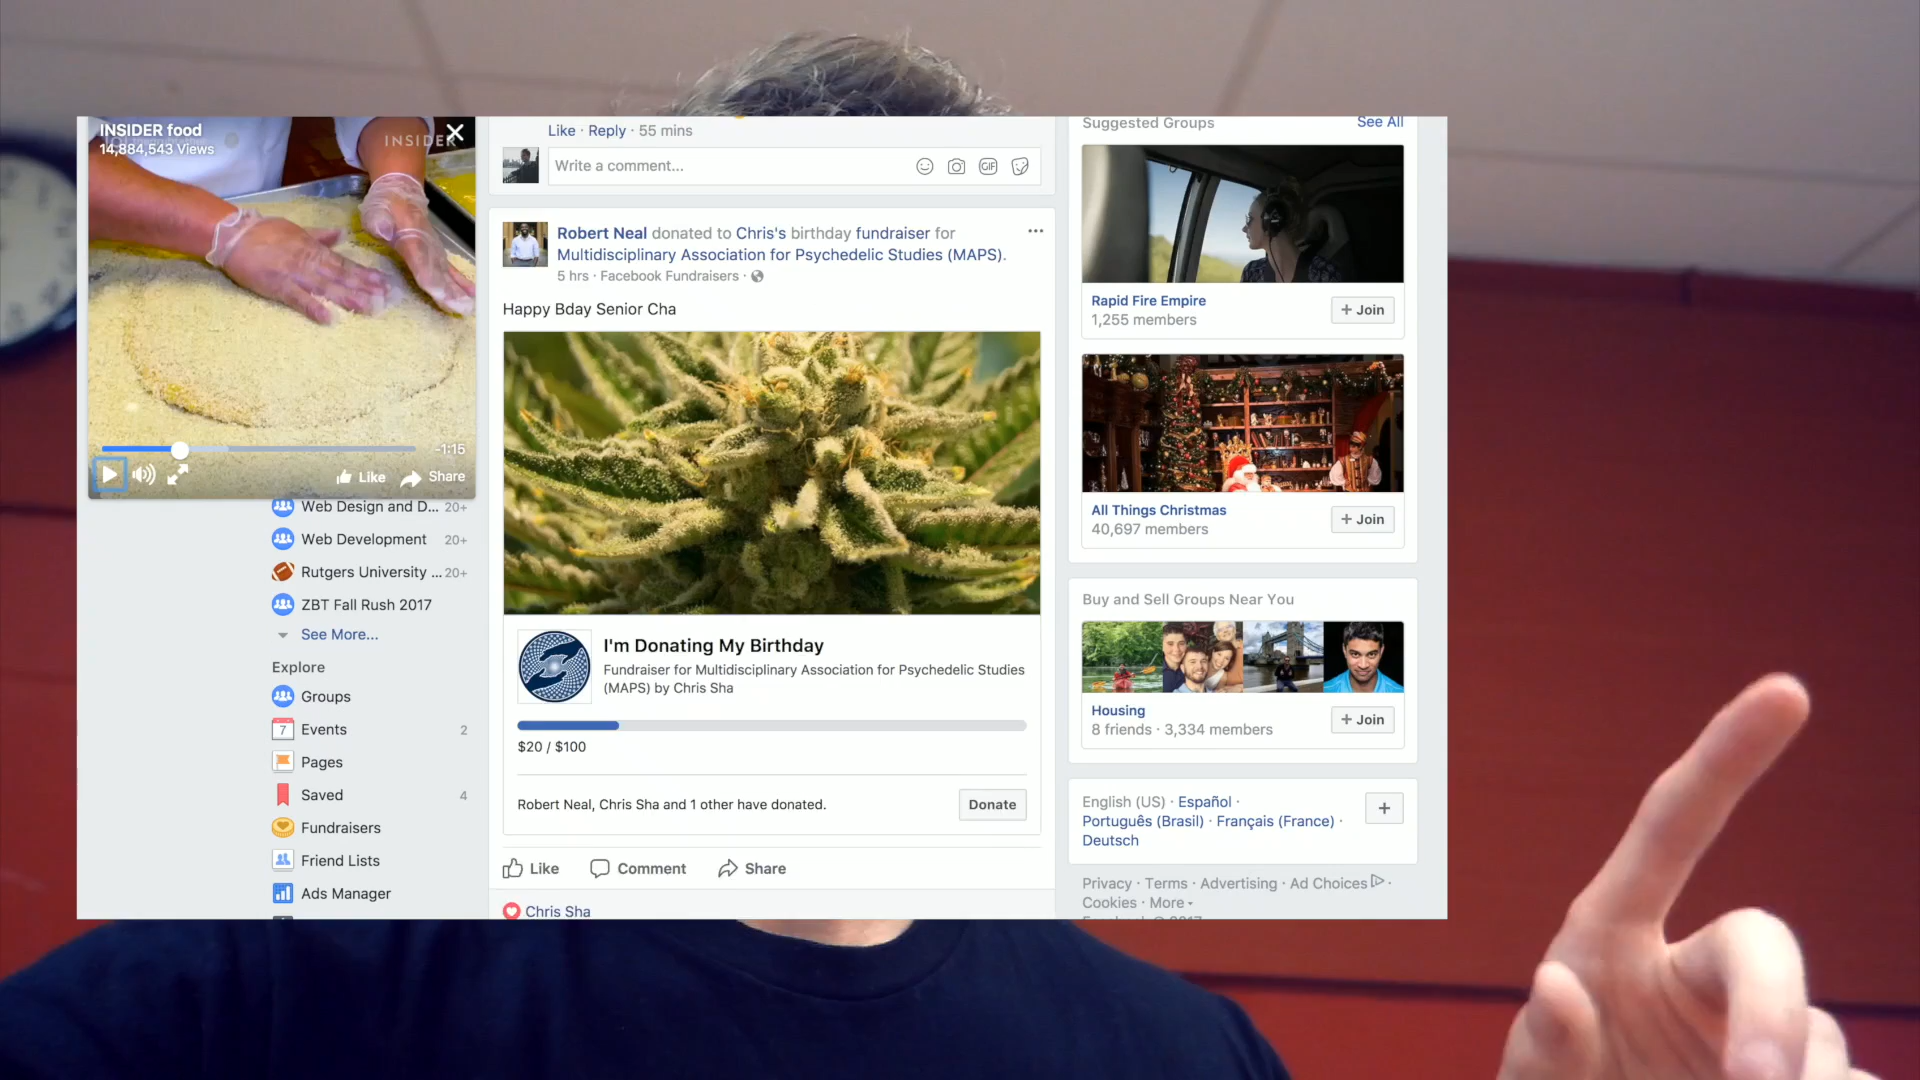 INSIDER food
14,884,543 Views
INSIDER
-1:15
Like
Share
Web Design and D... 20+
Web Development 20+
Rutgers University ... 20+
ZBT Fall Rush 2017
See More...
Explore
Groups
7
Events 2
Pages
Saved 4
Fundraisers
Friend Lists
Ads Manager
Like · Reply · 55 mins
Write a comment...
GIF
Robert Neal donated to Chris's birthday fundraiser for
Multidisciplinary Association for Psychedelic Studies (MAPS).
5 hrs · Facebook Fundraisers ·
Happy Bday Senior Cha
I'm Donating My Birthday
Fundraiser for Multidisciplinary Association for Psychedelic Studies
(MAPS) by Chris Sha
$20 / $100
Robert Neal, Chris Sha and 1 other have donated.
Donate
Like Comment Share
Chris Sha
Suggested Groups See All
Rapid Fire Empire
1,255 members
+ Join
All Things Christmas
40,697 members
+ Join
Buy and Sell Groups Near You
Housing
8 friends · 3,334 members
+ Join
English (US) · Español ·
Português (Brasil) · Français (France) ·
Deutsch
+
Privacy · Terms · Advertising · Ad Choices ·
Cookies · More